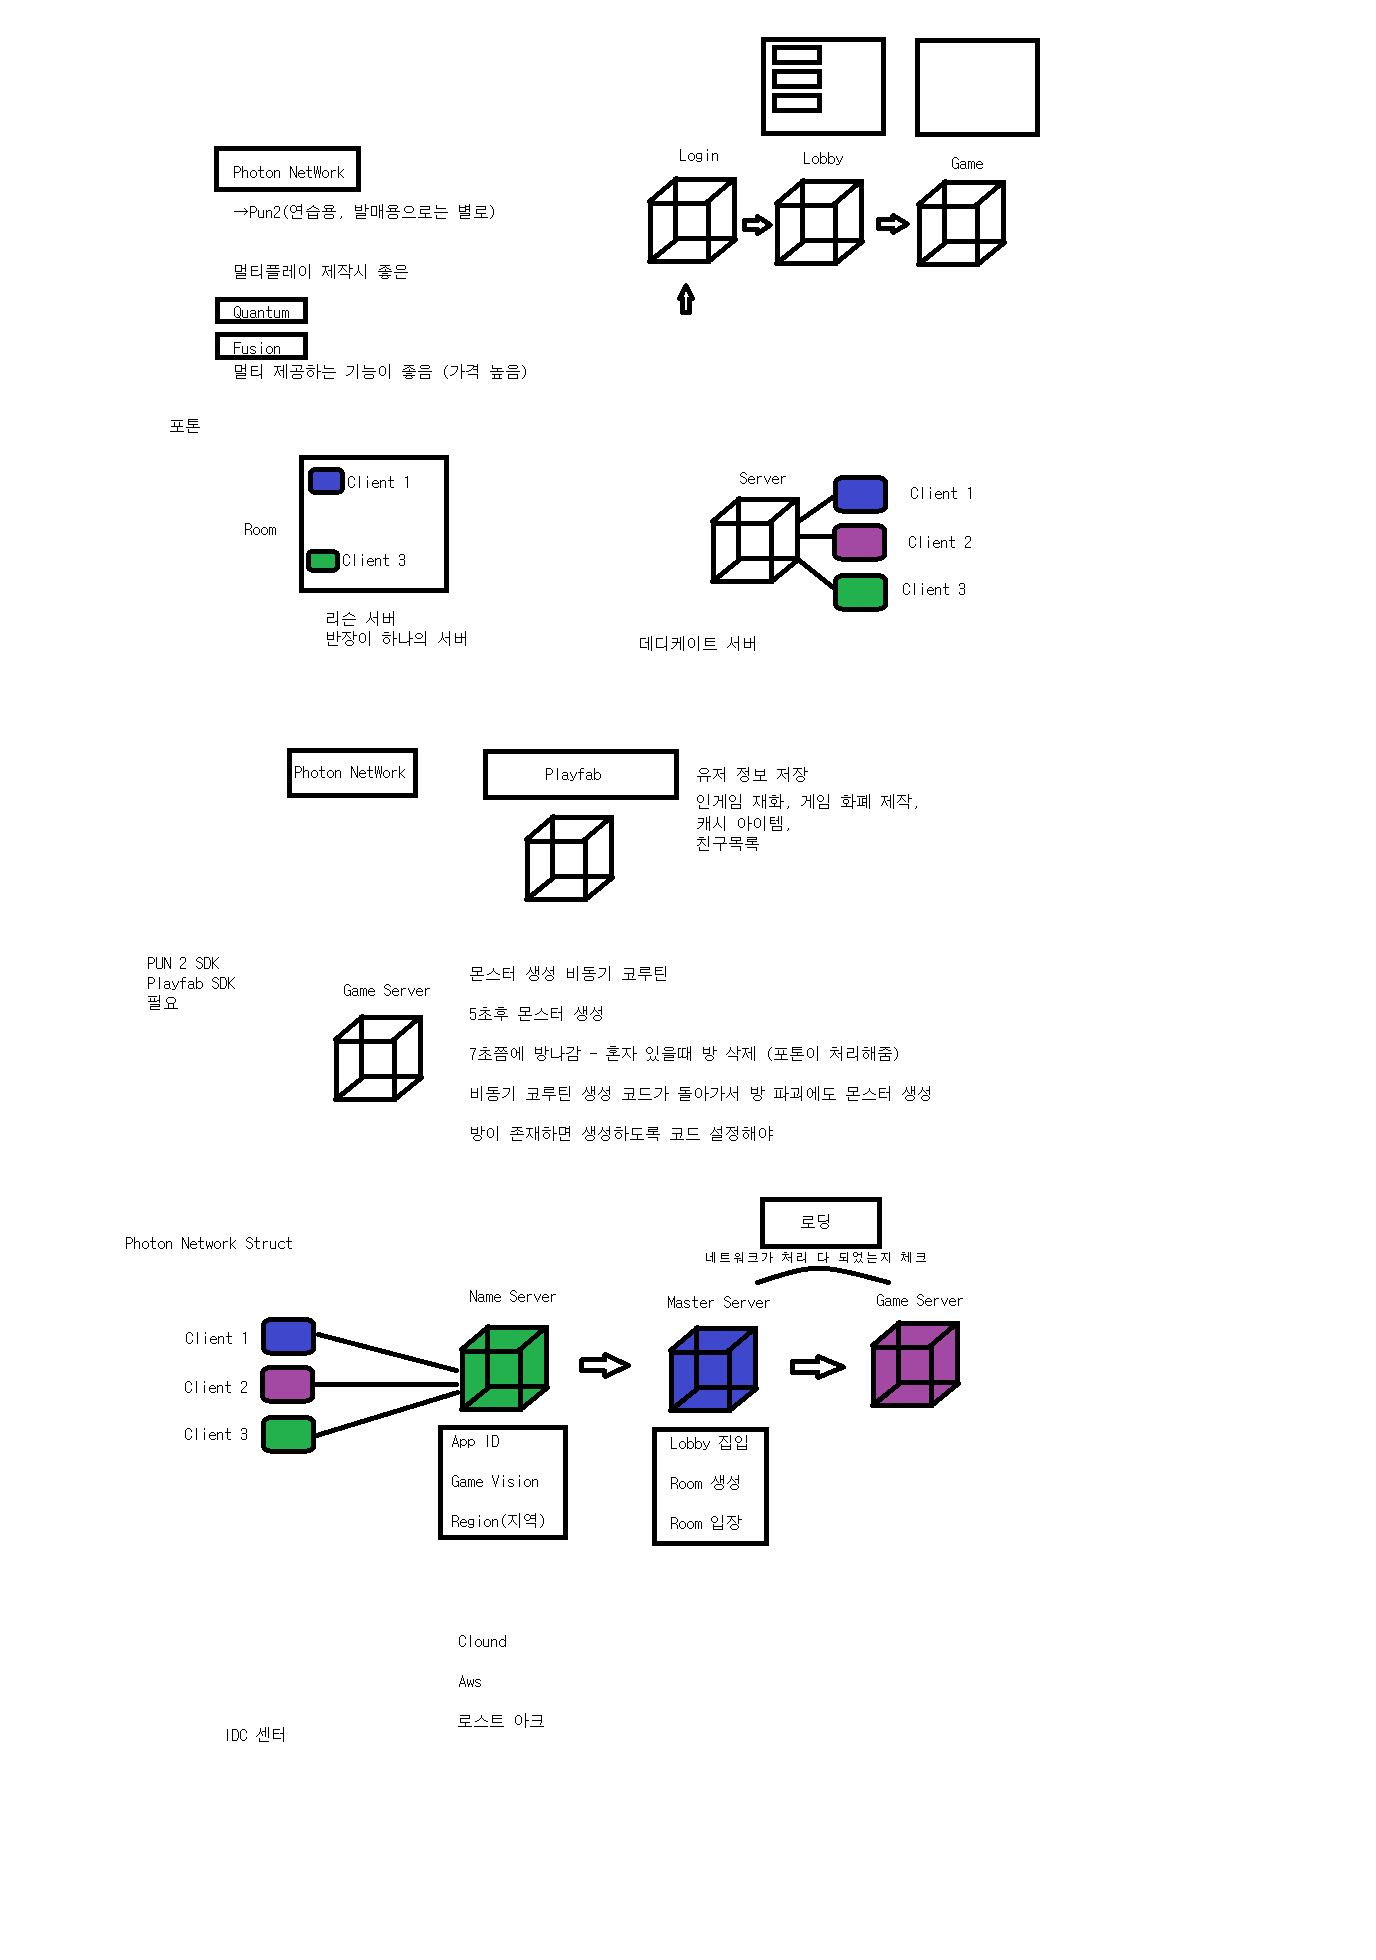 Photon NetWork
→Pun2(연습용, 발매용으로는 별로)
멀티플레이 제작시 좋은
Quantum
Fusion
멀티 제공하는 기능이 좋음 (가격 높음)
Login
Lobby
Game
포톤
Room
Client 1
Client 3
리슨 서버
반장이 하나의 서버
Server
Client 1
Client 2
Client 3
데디케이트 서버
Photon NetWork
Playfab
유저 정보 저장
인게임 재화, 게임 화폐 제작,
캐시 아이템,
친구목록
PUN 2 SDK
Playfab SDK
필요
Game Server
몬스터 생성 비동기 코루틴
5초후 몬스터 생성
7초쯤에 방나감 - 혼자 있을때 방 삭제 (포톤이 처리해줌)
비동기 코루틴 생성 코드가 돌아가서 방 파괴에도 몬스터 생성
방이 존재하면 생성하도록 코드 설정해야
Photon Network Struct
로딩
네트워크가 처리 다 되었는지 체크
Name Server
Master Server
Game Server
Client 1
Client 2
Client 3
App ID
Game Vision
Region(지역)
Lobby 집입
Room 생성
Room 입장
Clound
Aws
로스트 아크
IDC 센터